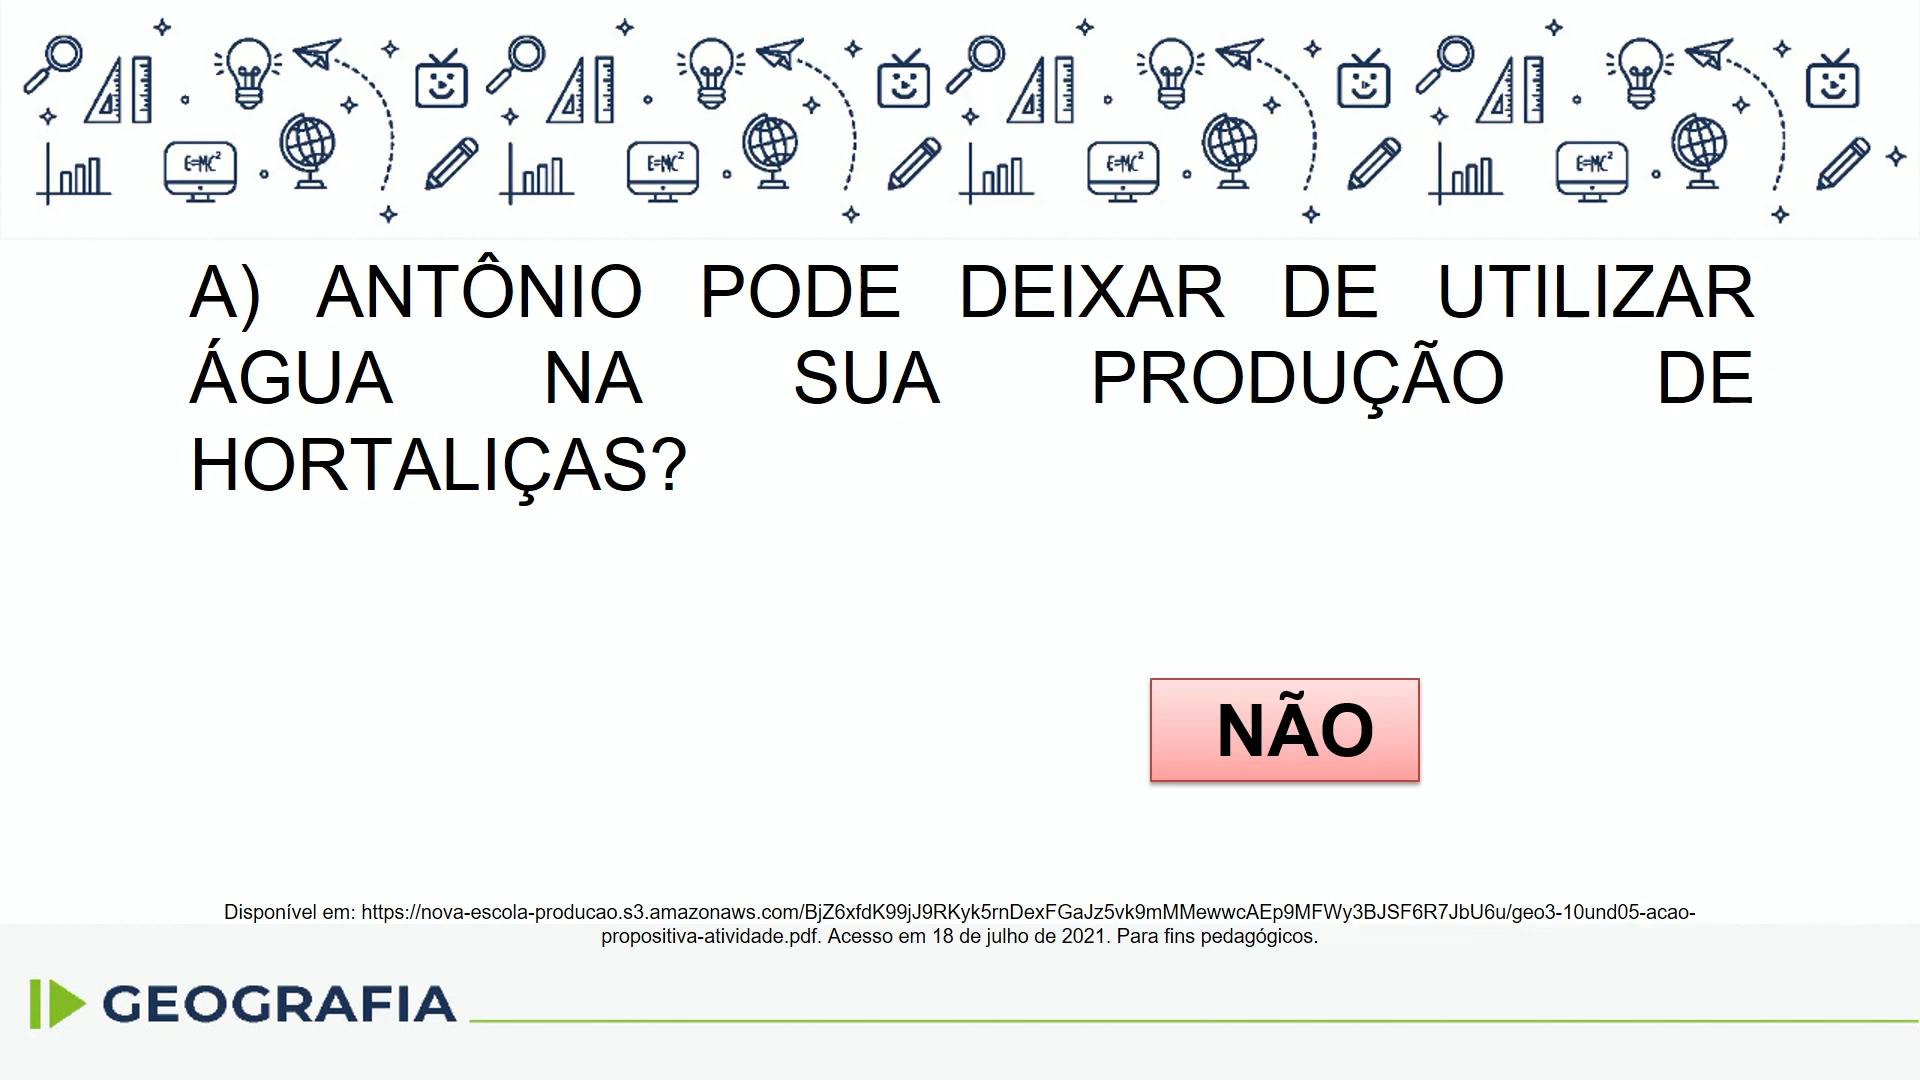 E=MC² E=MC² E=MC² E=MC²
A) ANTÔNIO PODE DEIXAR DE UTILIZAR
ÁGUA NA SUA PRODUÇÃO DE
HORTALIÇAS?
NÃO
Disponível em: https://nova-escola-producao.s3.amazonaws.com/BjZ6xfdK99jJ9RKyk5rnDexFGaJz5vk9mMMewwcAEp9MFWy3BJSF6R7JbU6u/geo3-10und05-acao-
propositiva-atividade.pdf. Acesso em 18 de julho de 2021. Para fins pedagógicos.
GEOGRAFIA